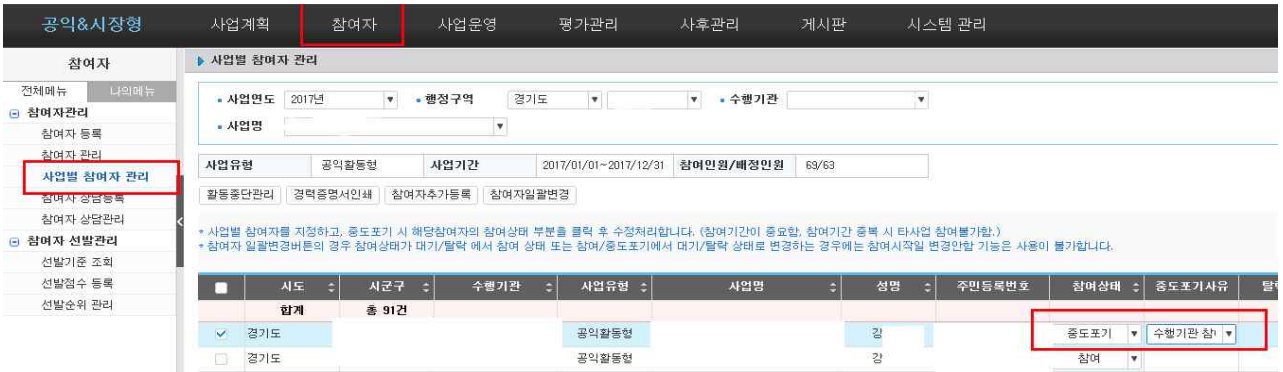 공익&시장형 사업계획 참여자 사업운영 평가관리 사후관리 게시판 시스템 관리
참여자
전체메뉴 나의메뉴
참여자관리
참여자 등록
참여자 관리
사업별 참여자 관리
참여자 상담등록
참여자 상담관리
참여자 선발관리
선발기준 조회
선발점수 등록
선발순위 관리
사업별 참여자 관리
사업연도 2017년 행정구역 경기도 수행기관
사업명
사업유형 공익활동형 사업기간 2017/01/01~2017/12/31 참여인원/배정인원 69/63
활동중단관리 경력증명서인쇄 참여자추가등록 참여자일괄변경
* 사업별 참여자를 지정하고, 중도포기 시 해당참여자의 참여상태 부분을 클릭 후 수정처리합니다. (참여기간이 중요함, 참여기간 중복 시 타사업 참여불가함.)
* 참여자 일괄변경버튼의 경우 참여상태가 대기/탈락 에서 참여 상태 또는 참여/중도포기에서 대기/탈락 상태로 변경하는 경우에는 참여시작일 변경안함 기능은 사용이 불가합니다.
시도 시군구 수행기관 사업유형 사업명 성명 주민등록번호 참여상태 중도포기사유
합계 총 91건
경기도 공익활동형 강 중도포기 수행기관 참
경기도 공익활동형 강 참여